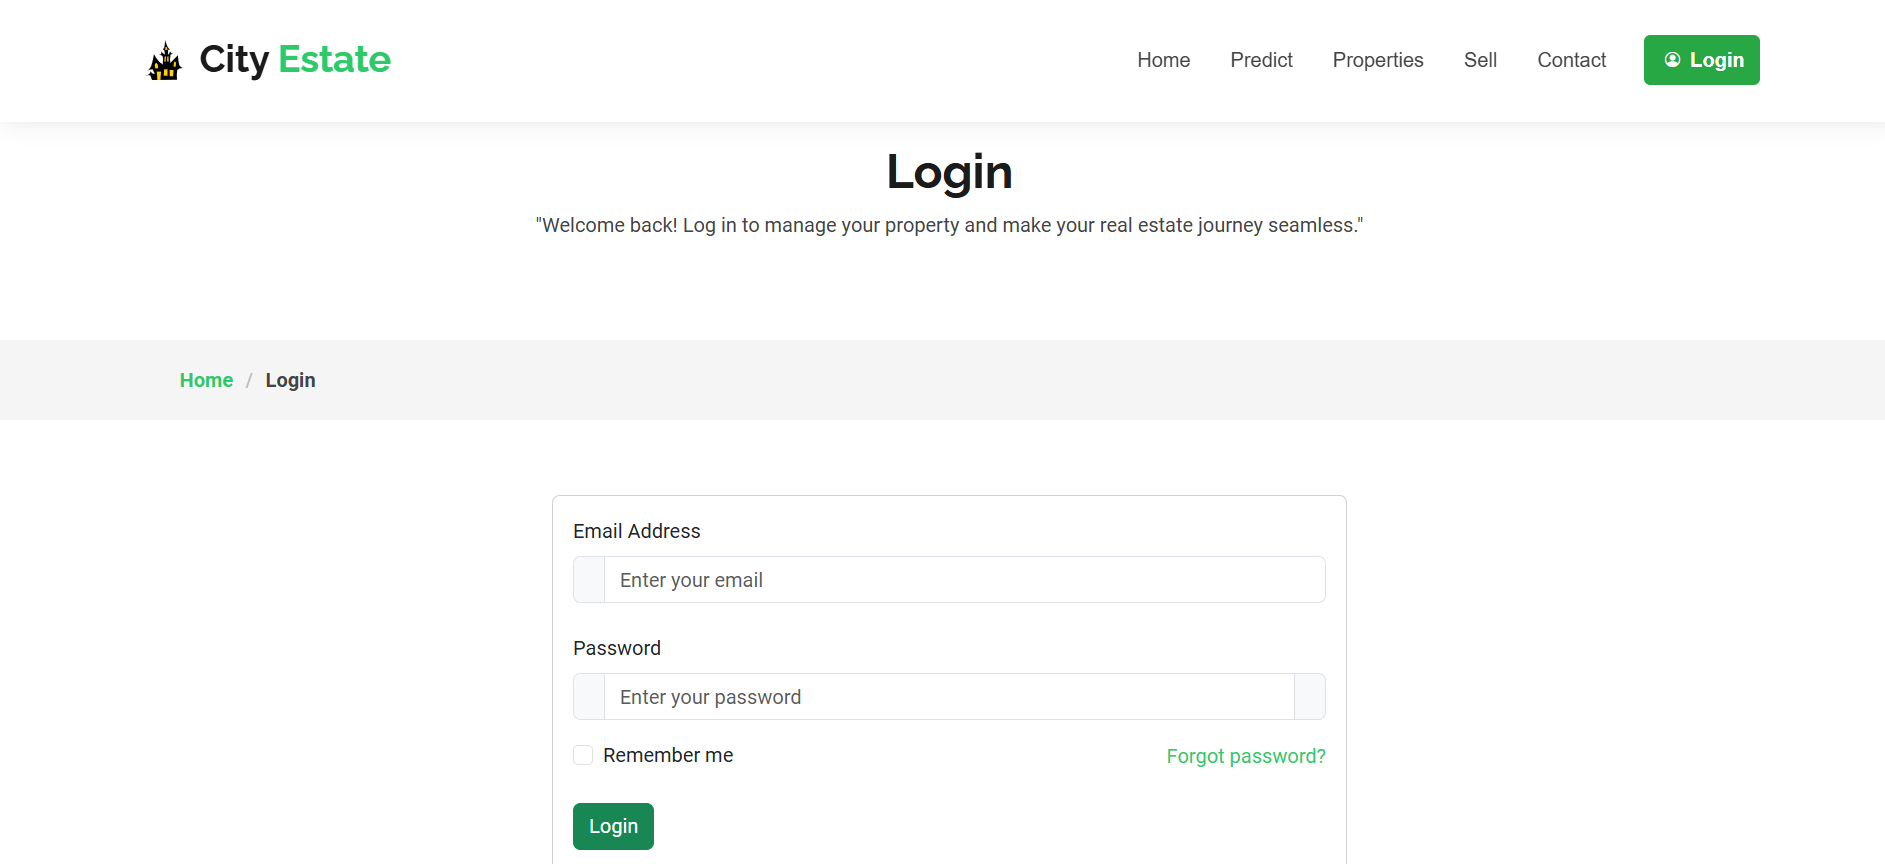 City Estate
Home Predict Properties Sell Contact Login
Login
"Welcome back! Log in to manage your property and make your real estate journey seamless."
Home / Login
Email Address
Enter your email
Password
Enter your password
Remember me Forgot password?
Login